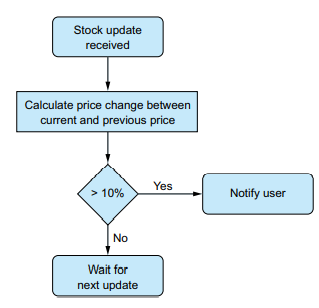 Stock update
received
Calculate price change between
current and previous price
> 10%
Yes
Notify user
No
Wait for
next update